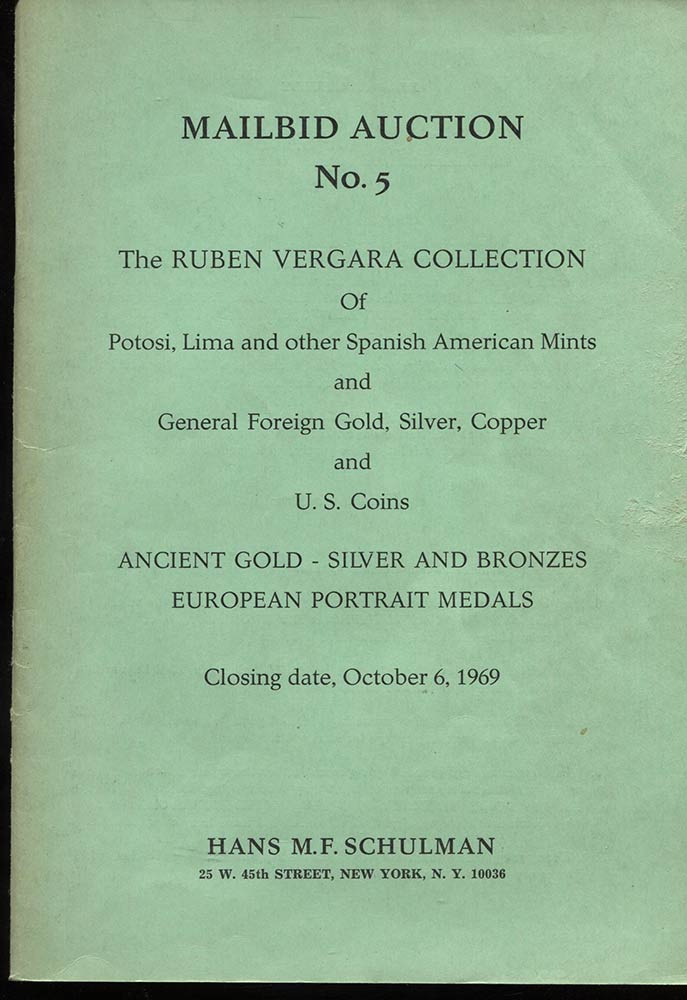 MAILBID AUCTION
No. 5
The RUBEN VERGARA COLLECTION
Of
Potosi, Lima and other Spanish American Mints
and
General Foreign Gold, Silver, Copper
and
U. S. Coins
ANCIENT GOLD - SILVER AND BRONZES
EUROPEAN PORTRAIT MEDALS
Closing date, October 6, 1969
HANS M.F. SCHULMAN
25 W. 45th STREET, NEW YORK, N. Y. 10036